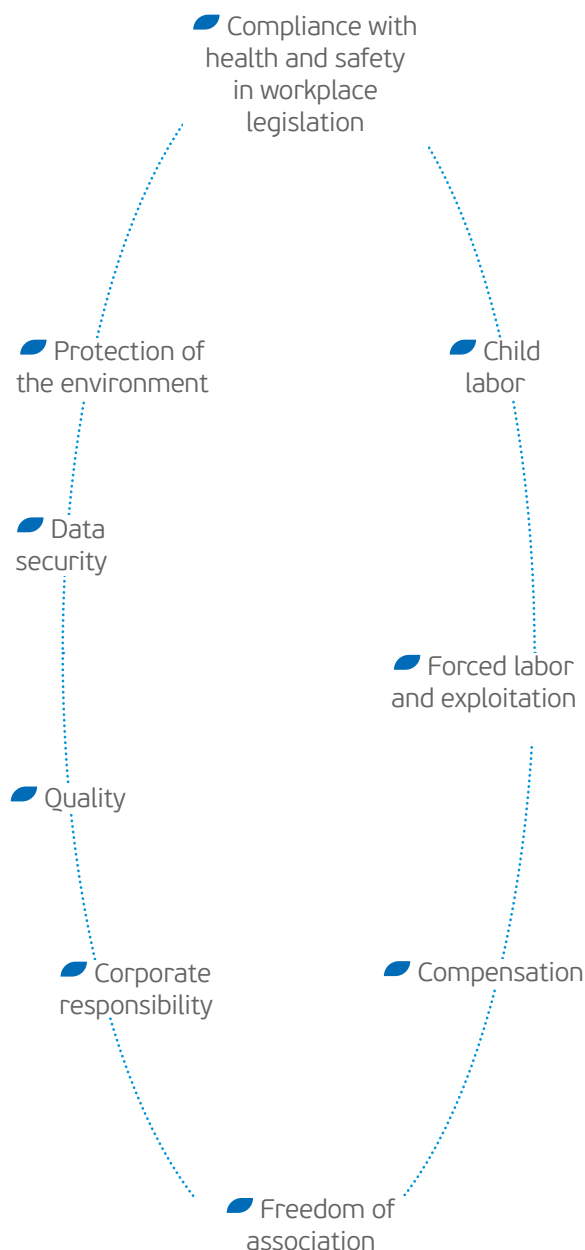 Compliance with
health and safety
in workplace
legislation
Protection of
the environment
Child
labor
Data
security
Forced labor
and exploitation
Quality
Corporate
responsibility
Compensation
Freedom of
association